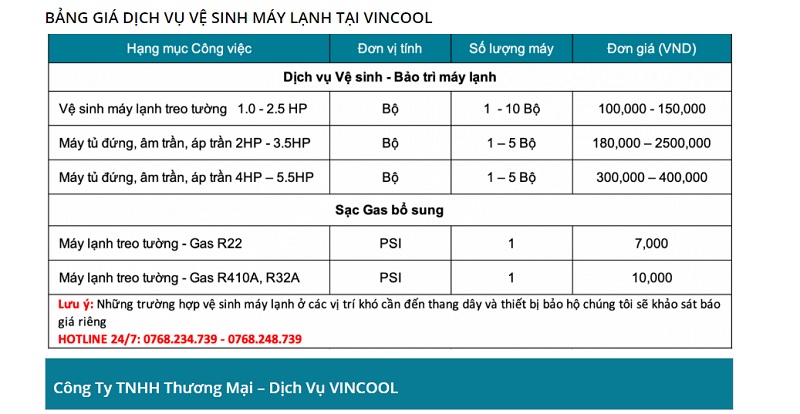 BẢNG GIÁ DỊCH VỤ VỆ SINH MÁY LẠNH TẠI VINCOOL
Hạng mục Công việc Đơn vị tính Số lượng máy Đơn giá (VND)
Dịch vụ Vệ sinh - Bảo trì máy lạnh
Vệ sinh máy lạnh treo tường 1.0 - 2.5 HP Bộ 1 - 10 Bộ 100,000 - 150,000
Máy tủ đứng, âm trần, áp trần 2HP - 3.5HP Bộ 1 – 5 Bộ 180,000 – 2500,000
Máy tủ đứng, âm trần, áp trần 4HP – 5.5HP Bộ 1 – 5 Bộ 300,000 – 400,000
Sạc Gas bổ sung
Máy lạnh treo tường - Gas R22 PSI 1 7,000
Máy lạnh treo tường - Gas R410A, R32A PSI 1 10,000
Lưu ý: Những trường hợp vệ sinh máy lạnh ở các vị trí khó cần đến thang dây và thiết bị bảo hộ chúng tôi sẽ khảo sát báo
giá riêng
HOTLINE 24/7: 0768.234.739 - 0768.248.739
Công Ty TNHH Thương Mại – Dịch Vụ VINCOOL